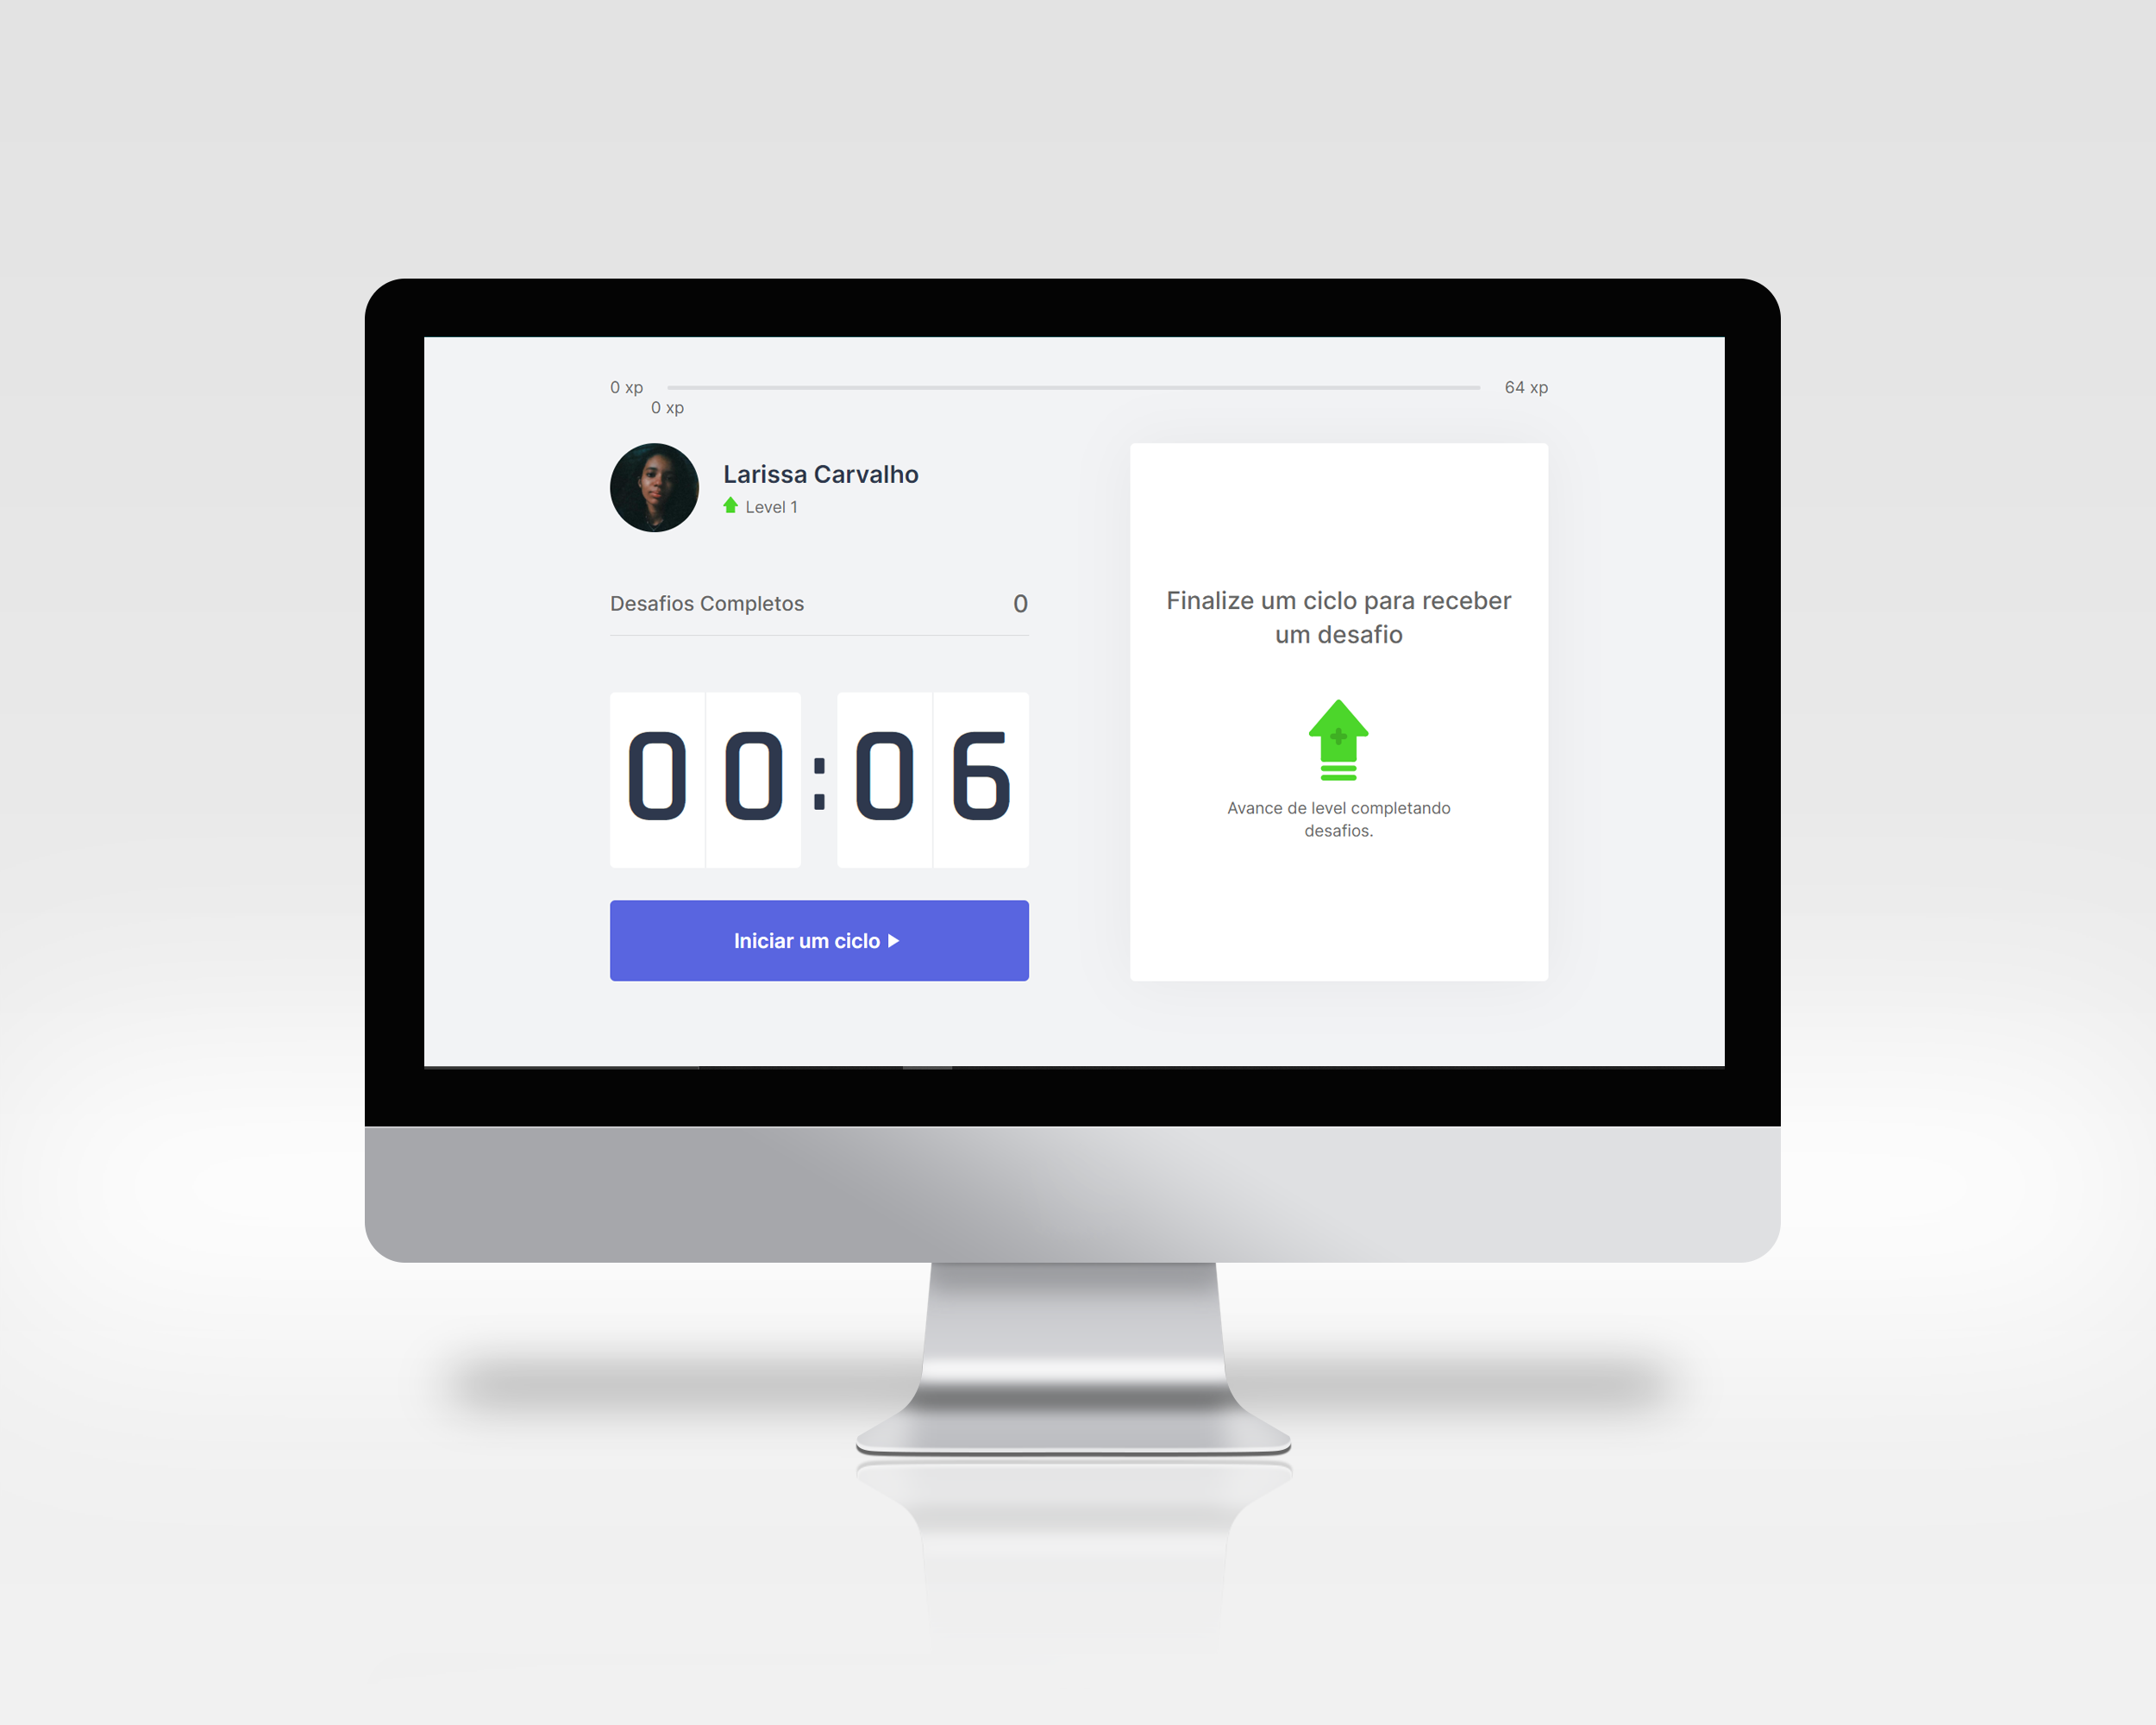 0 xp
64 xp
0 xp
Larissa Carvalho
Level 1
Desafios Completos
0
00:06
Iniciar um ciclo
Finalize um ciclo para receber
um desafio
Avance de level completando
desafios.